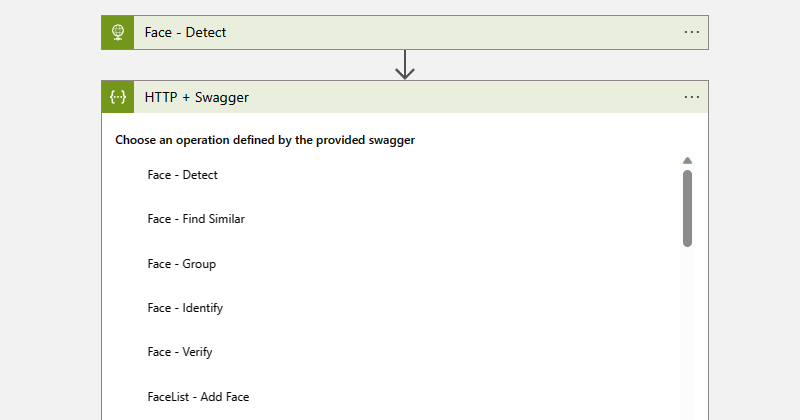 Face - Detect
HTTP + Swagger
Choose an operation defined by the provided swagger
Face - Detect
Face - Find Similar
Face - Group
Face - Identify
Face - Verify
FaceList - Add Face